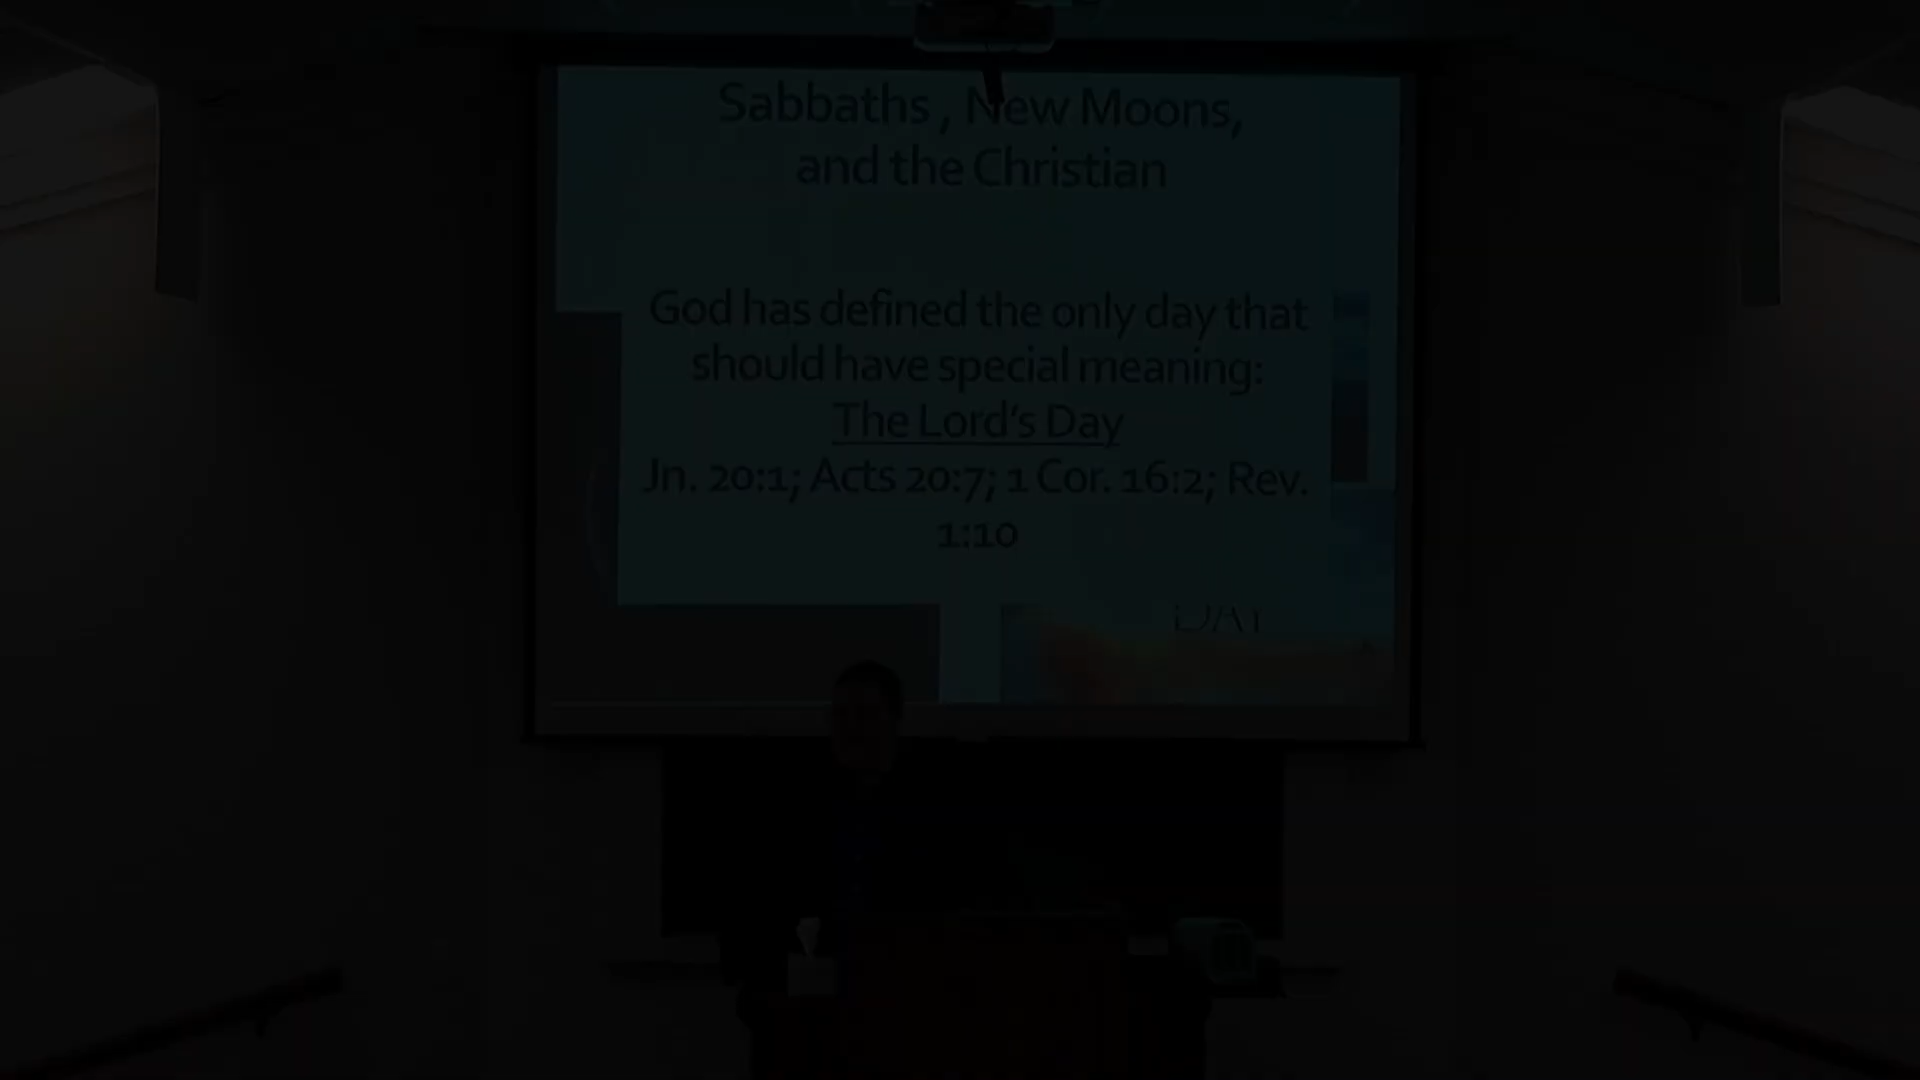 Sabbaths , New Moons,
and the Christian
God has defined the only day that
should have special meaning:
The Lord's Day
Jn. 20:1; Acts 20:7; 1 Cor. 16:2; Rev.
1:10
DAY